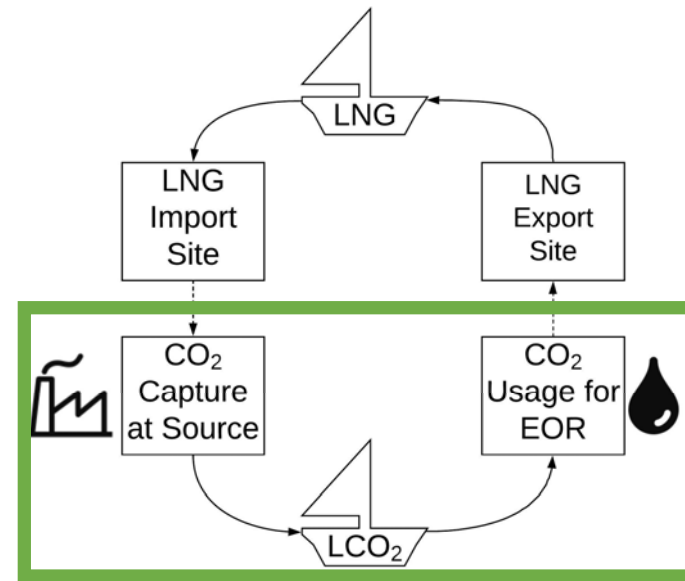 LNG
LNG
Import
Site
LNG
Export
Site
CO₂
Capture
at Source
CO₂
Usage for
EOR
LCO₂